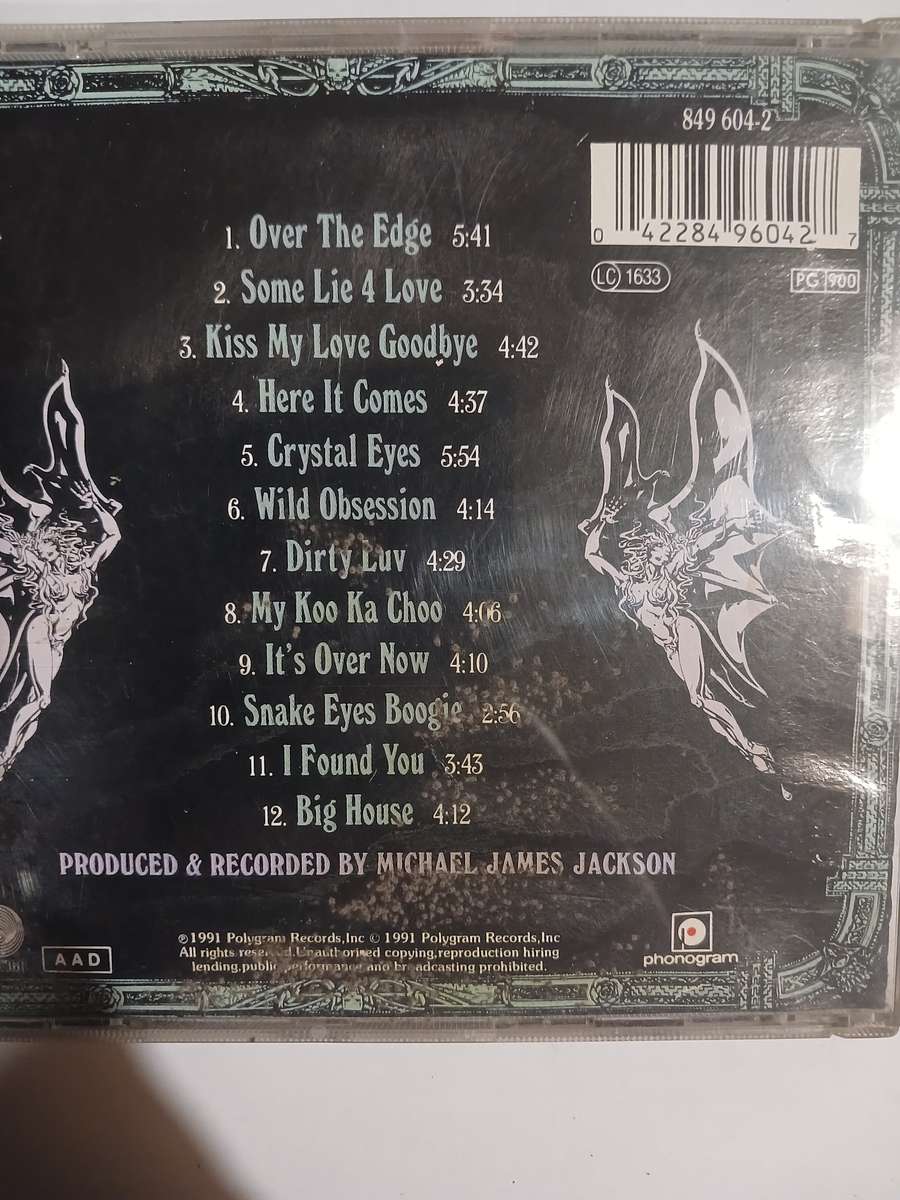 849 604-2
0 42284 96042 7
LC 1633
PG 900
1. Over The Edge 5:41
2. Some Lie 4 Love 3:34
3. Kiss My Love Goodbye 4:42
4. Here It Comes 4:37
5. Crystal Eyes 5:54
6. Wild Obsession 4:14
7. Dirty Luv 4:29
8. My Koo Ka Choo 4:06
9. It's Over Now 4:10
10. Snake Eyes Boogie 2:56
11. I Found You 3:43
12. Big House 4:12
PRODUCED & RECORDED BY MICHAEL JAMES JACKSON
AAD
℗1991 Polygram Records,Inc © 1991 Polygram Records,Inc
All rights reserved.Unauthorised copying,reproduction hiring
lending,public performance and broadcasting prohibited.
phonogram